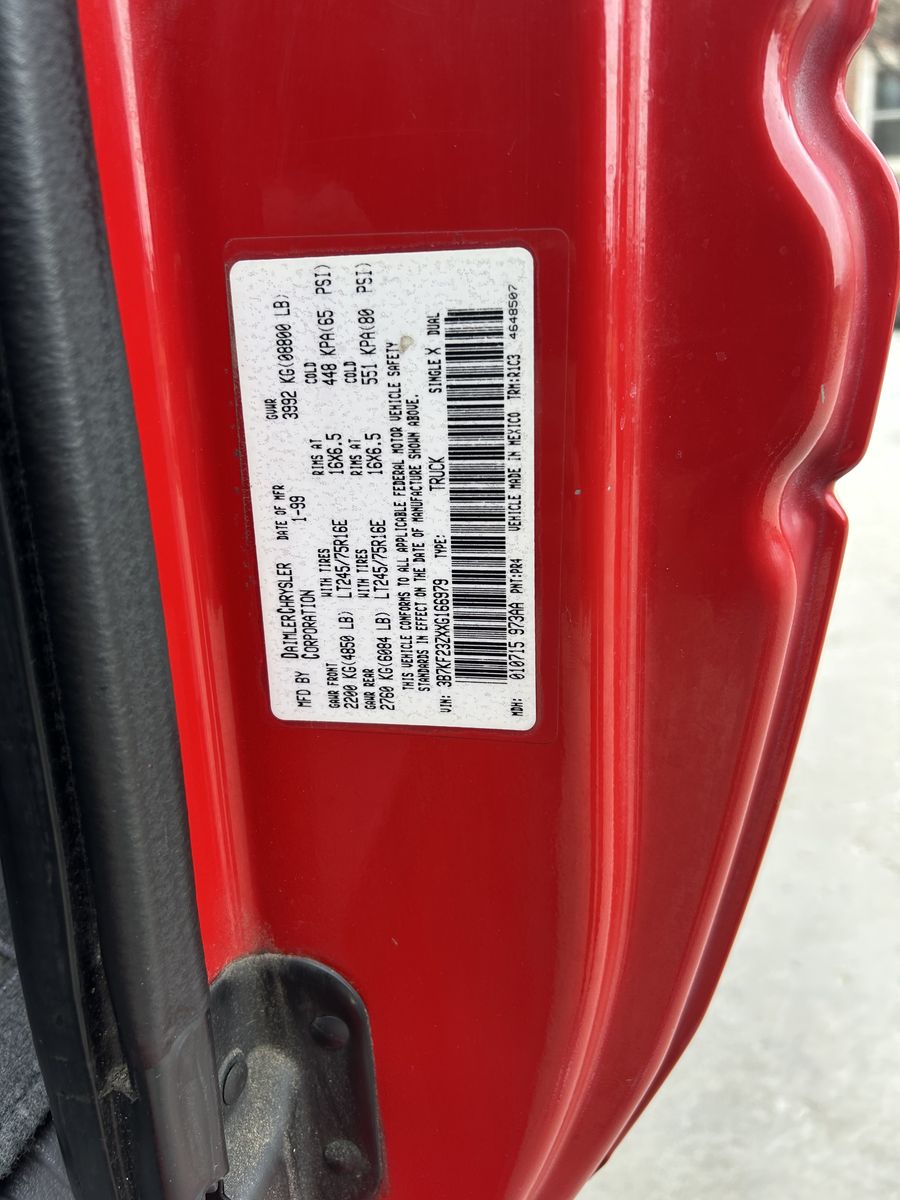 MFD BY DAIMLERCHRYSLER CORPORATION DATE OF MFR 1-99 GVWR 3992 KG(08800 LB)
GAWR FRONT WITH TIRES RIMS AT COLD
2200 KG(4850 LB) LT245/75R16E 16X6.5 448 KPA(65 PSI)
GAWR REAR WITH TIRES RIMS AT COLD
2760 KG(6084 LB) LT245/75R16E 16X6.5 551 KPA(80 PSI)
THIS VEHICLE CONFORMS TO ALL APPLICABLE FEDERAL MOTOR VEHICLE SAFETY
STANDARDS IN EFFECT ON THE DATE OF MANUFACTURE SHOWN ABOVE.
VIN: 3B7KF23ZXXG166979 TYPE: TRUCK SINGLE X DUAL
MDH: 010715 973AA PNT:PR4 VEHICLE MADE IN MEXICO TRM:R1C3 4648507